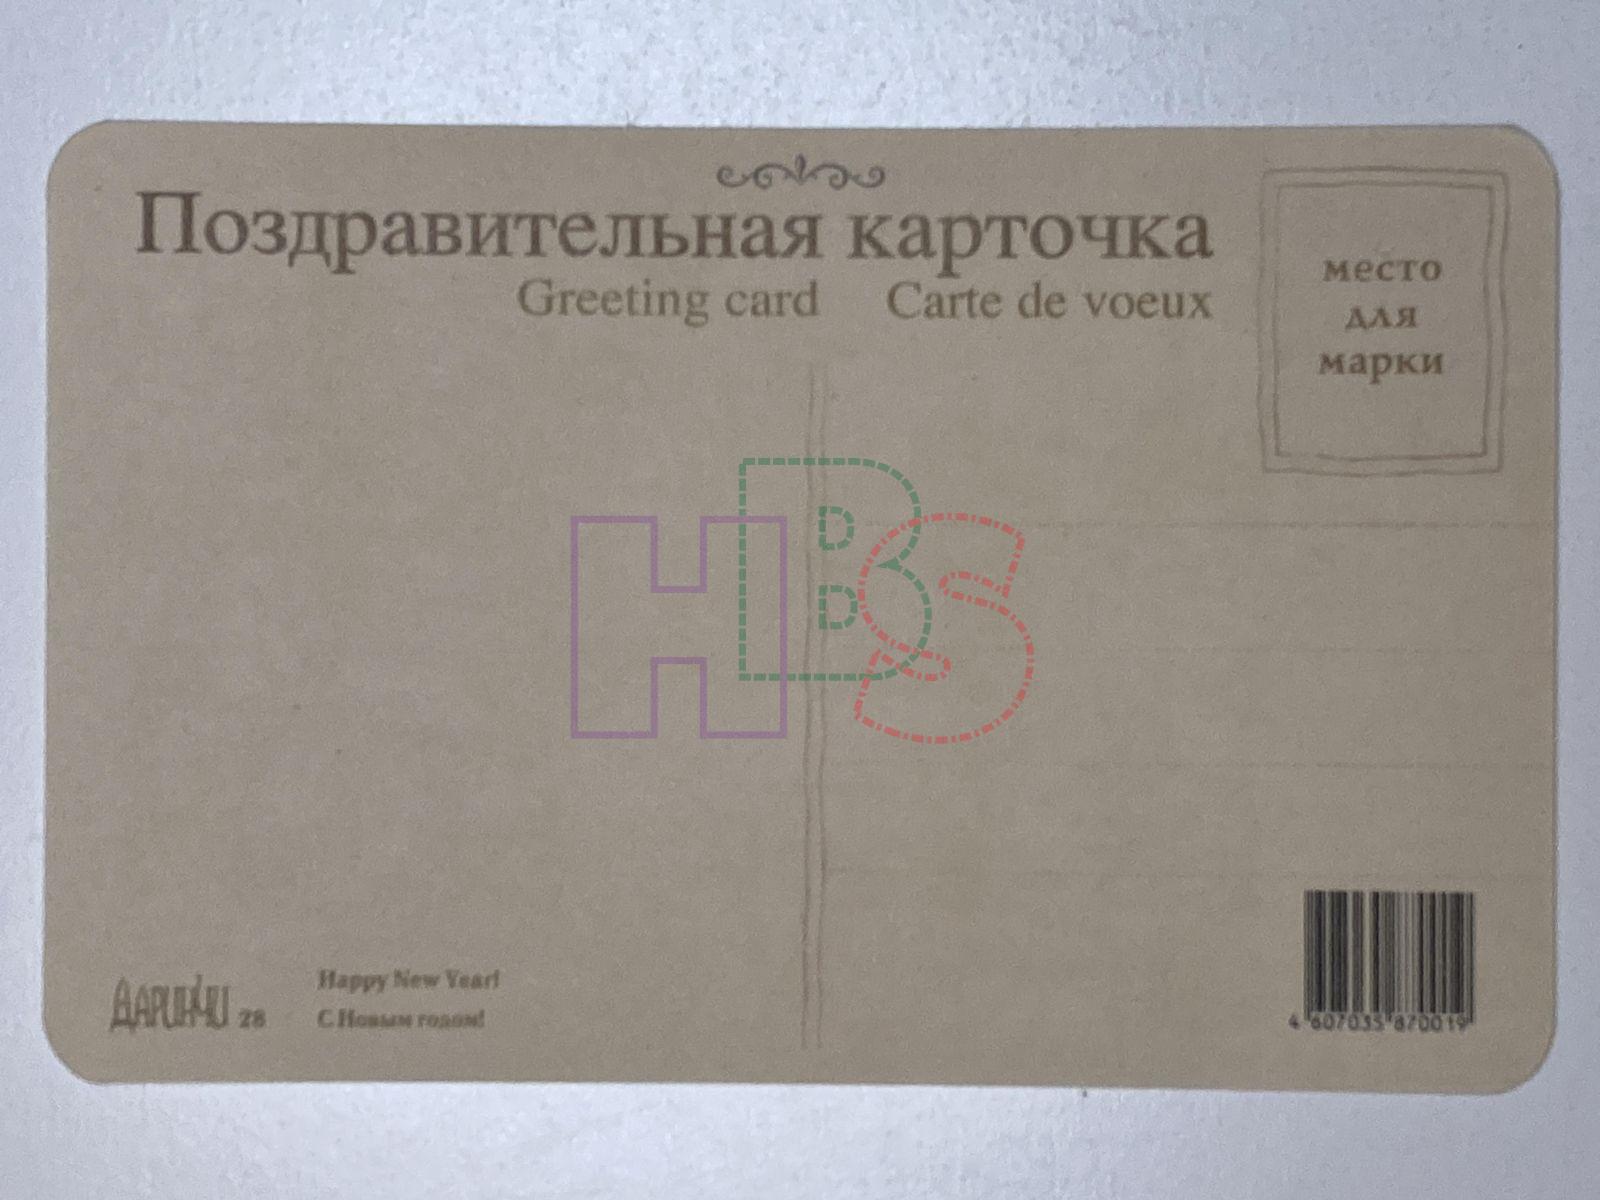 Поздравительная карточка
Greeting card Carte de voeux
место
для
марки
H B S
Даринчи 28
Happy New Year!
С Новым годом!
4 607035 870019